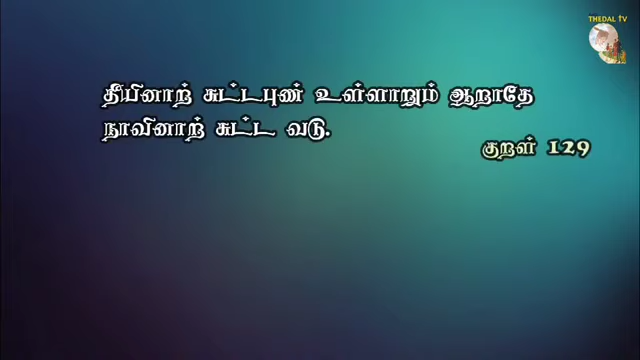 THEDAL TV
தீயினாற் சுட்டபுண் உள்ளாறும் ஆறாதே
நாவினாற் சுட்ட வடு.
குறள் 129